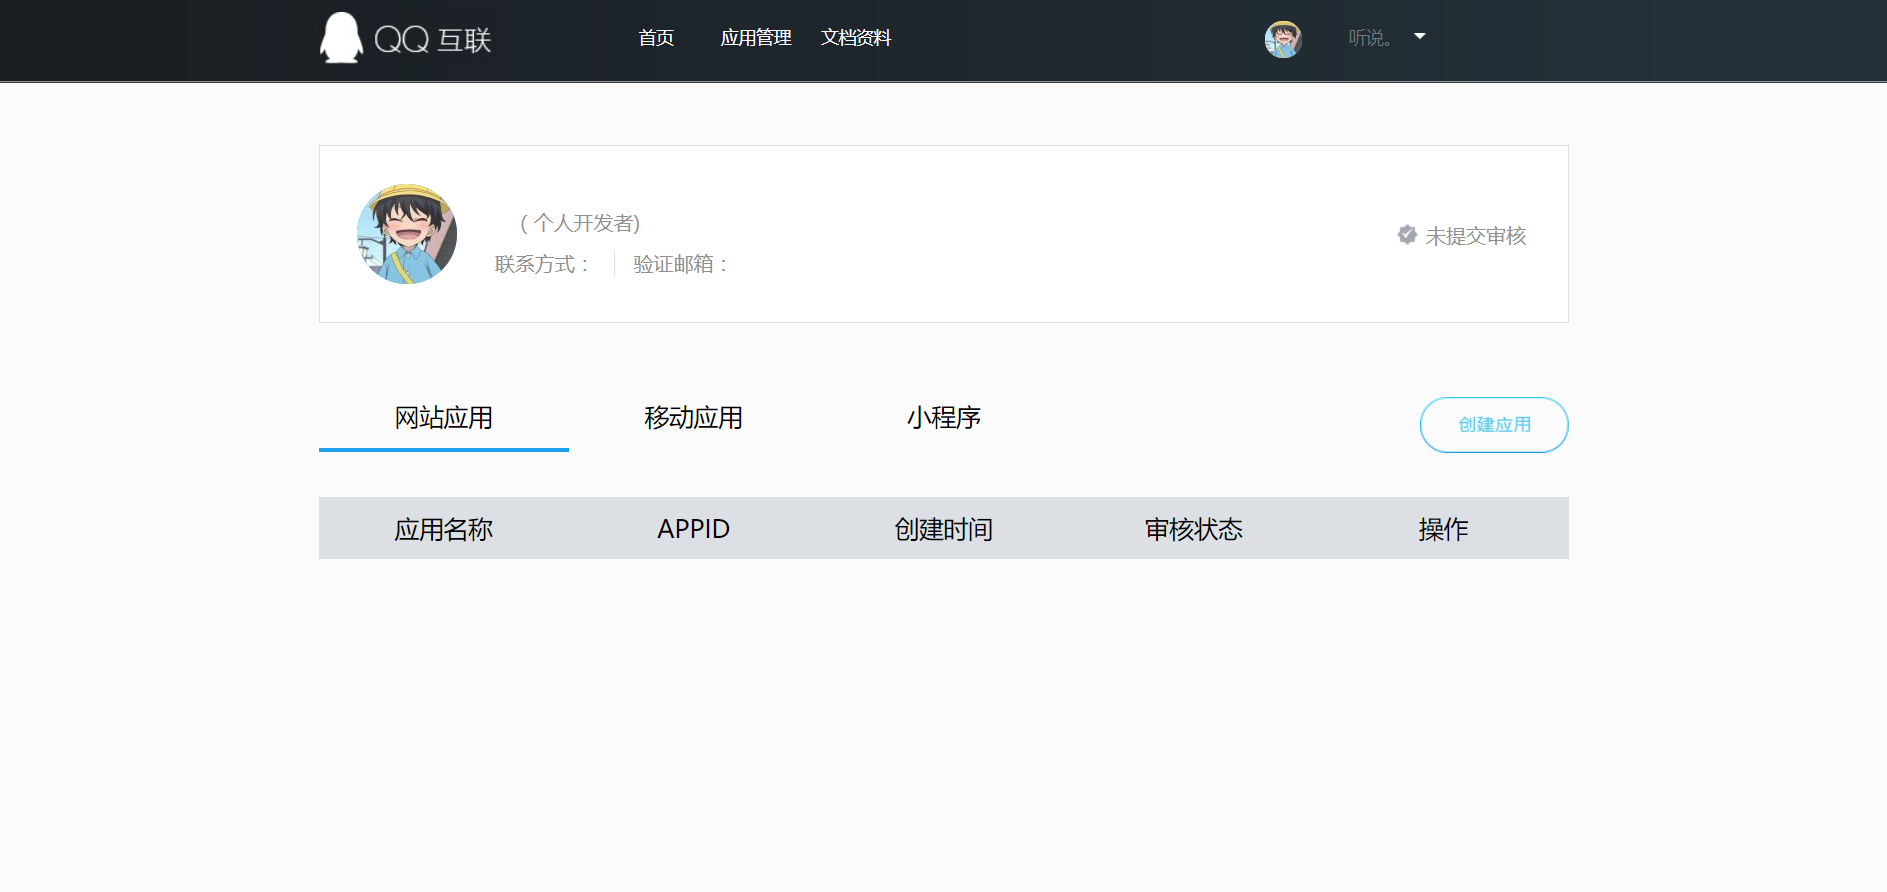 QQ 互联 首页 应用管理 文档资料 听说。
( 个人开发者)
未提交审核
联系方式： 验证邮箱：
网站应用 移动应用 小程序 创建应用
应用名称 APPID 创建时间 审核状态 操作